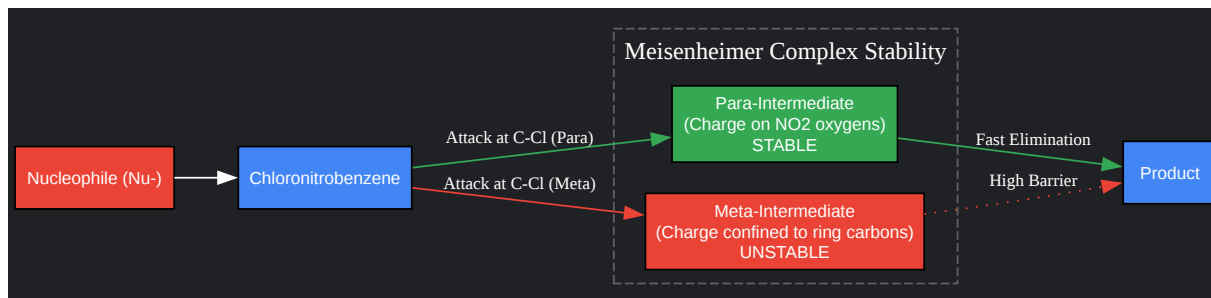 Meisenheimer Complex Stability
Nucleophile (Nu-)
Chloronitrobenzene
Attack at C-Cl (Para)
Attack at C-Cl (Meta)
Para-Intermediate
(Charge on NO2 oxygens)
STABLE
Meta-Intermediate
(Charge confined to ring carbons)
UNSTABLE
Fast Elimination
High Barrier
Product